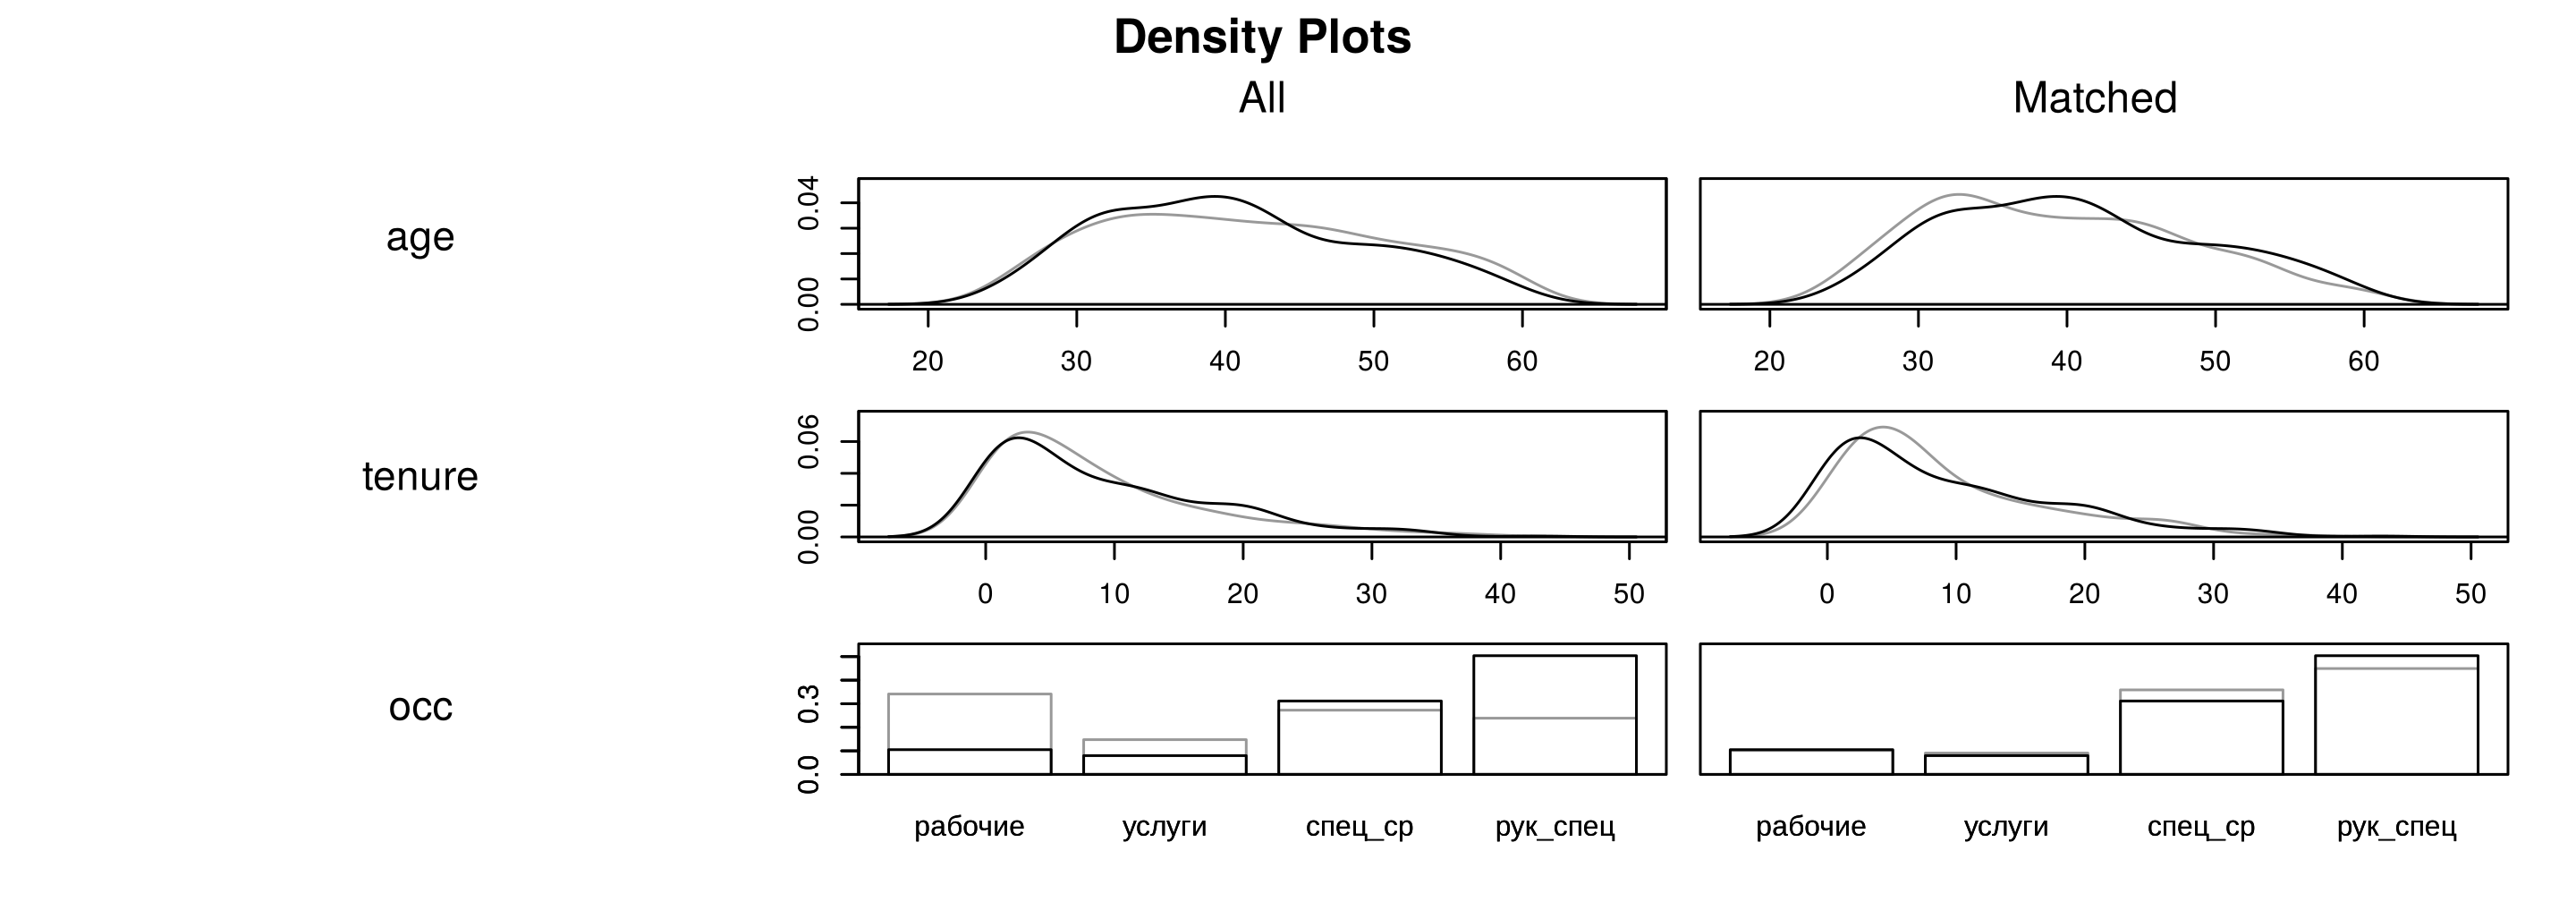 Density Plots
All Matched
age
0.00 0.04
20 30 40 50 60 20 30 40 50 60
tenure
0.00 0.06
0 10 20 30 40 50 0 10 20 30 40 50
occ
0.0 0.3
рабочие услуги спец_ср рук_спец рабочие услуги спец_ср рук_спец